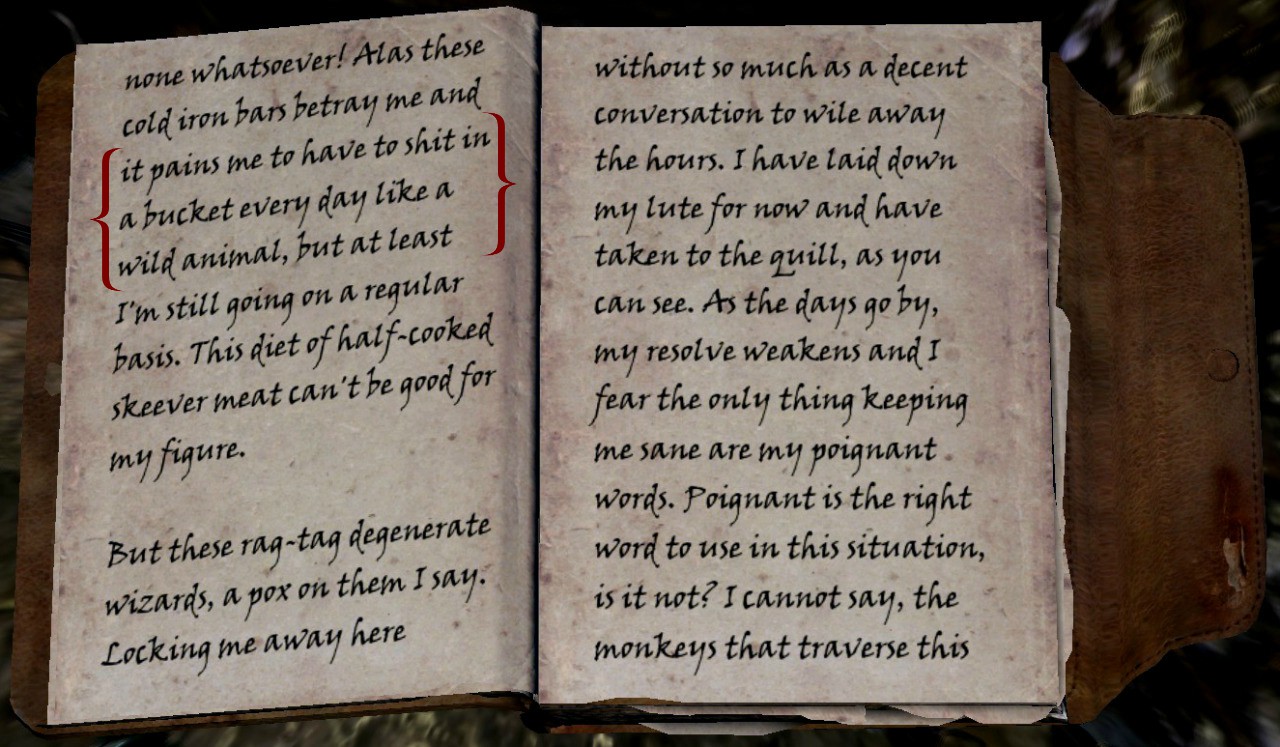 none whatsoever! Alas these
cold iron bars betray me and
it pains me to have to shit in
a bucket every day like a
wild animal, but at least
I'm still going on a regular
basis. This diet of half-cooked
skeever meat can't be good for
my figure.
But these rag-tag degenerate
wizards, a pox on them I say.
Locking me away here
without so much as a decent
conversation to wile away
the hours. I have laid down
my lute for now and have
taken to the quill, as you
can see. As the days go by,
my resolve weakens and I
fear the only thing keeping
me sane are my poignant
words. Poignant is the right
word to use in this situation,
is it not? I cannot say, the
monkeys that traverse this